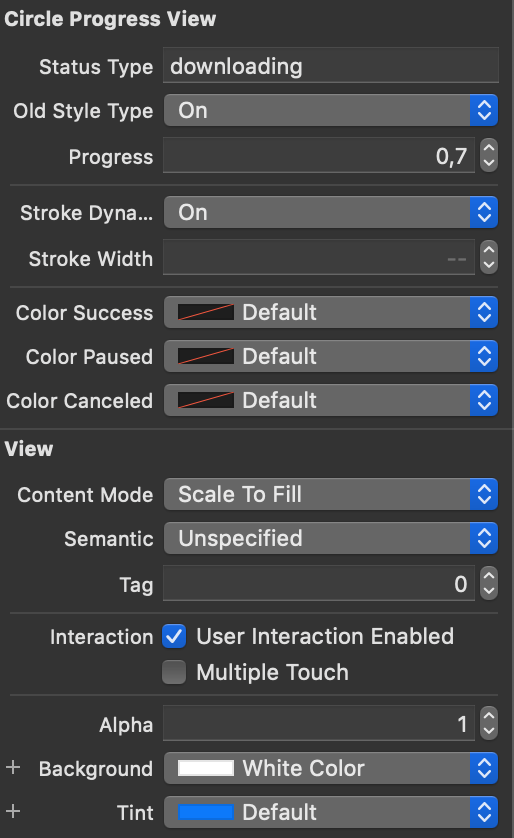 Circle Progress View
Status Type downloading
Old Style Type On
Progress 0,7
Stroke Dyna... On
Stroke Width --
Color Success Default
Color Paused Default
Color Canceled Default
View
Content Mode Scale To Fill
Semantic Unspecified
Tag 0
Interaction User Interaction Enabled
Multiple Touch
Alpha 1
+ Background White Color
+ Tint Default